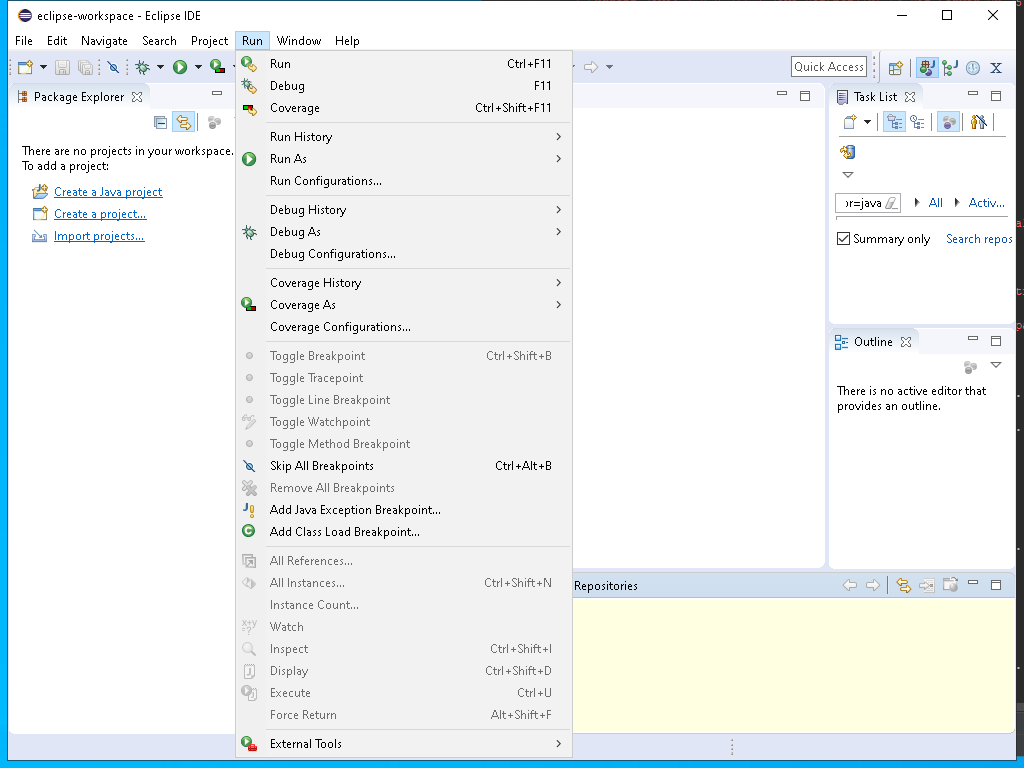 eclipse-workspace - Eclipse IDE
File Edit Navigate Search Project Run Window Help
Quick Access
Package Explorer
There are no projects in your workspace.
To add a project:
Create a Java project
Create a project...
Import projects...
Run Ctrl+F11
Debug F11
Coverage Ctrl+Shift+F11
Run History
Run As
Run Configurations...
Debug History
Debug As
Debug Configurations...
Coverage History
Coverage As
Coverage Configurations...
Toggle Breakpoint Ctrl+Shift+B
Toggle Tracepoint
Toggle Line Breakpoint
Toggle Watchpoint
Toggle Method Breakpoint
Skip All Breakpoints Ctrl+Alt+B
Remove All Breakpoints
Add Java Exception Breakpoint...
Add Class Load Breakpoint...
All References...
All Instances... Ctrl+Shift+N
Instance Count...
Watch
Inspect Ctrl+Shift+I
Display Ctrl+Shift+D
Execute Ctrl+U
Force Return Alt+Shift+F
External Tools
Task List
or=java All Activ...
Summary only Search repos
Outline
There is no active editor that
provides an outline.
Repositories